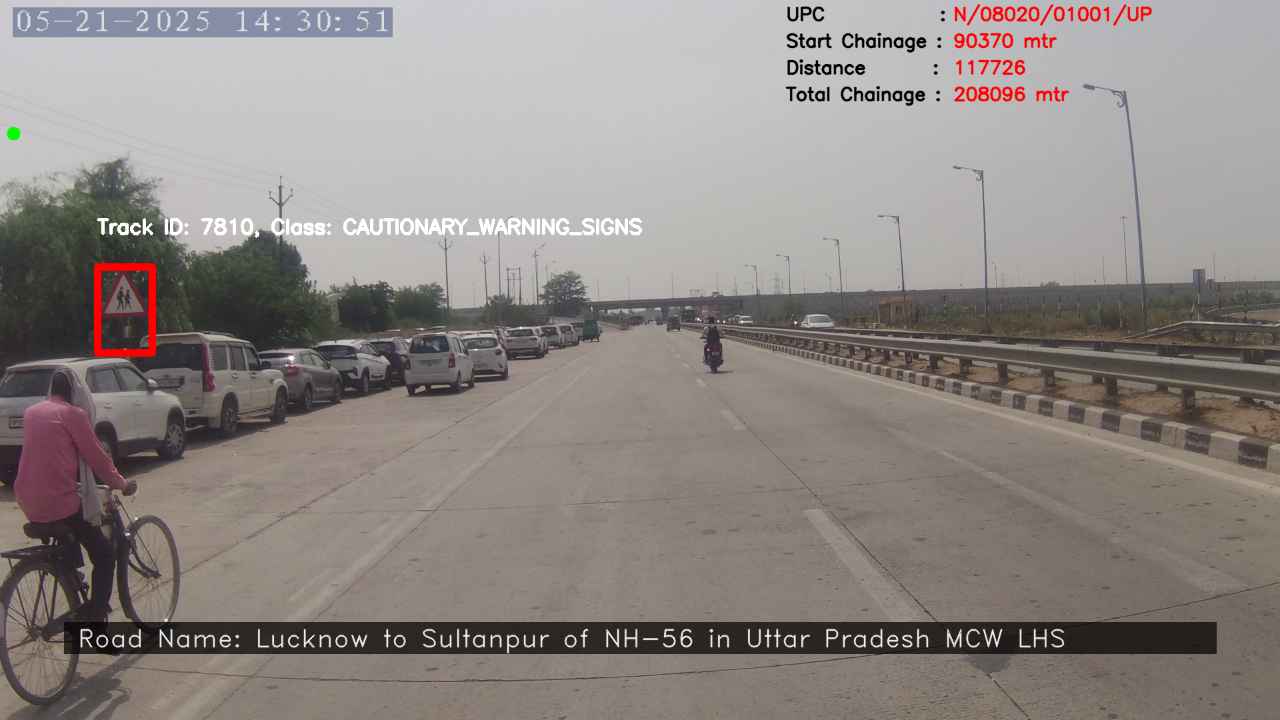 05-21-2025 14:30:51
UPC : N/08020/01001/UP
Start Chainage : 90370 mtr
Distance : 117726
Total Chainage : 208096 mtr
Track ID: 7810, Class: CAUTIONARY_WARNING_SIGNS
Road Name: Lucknow to Sultanpur of NH-56 in Uttar Pradesh MCW LHS